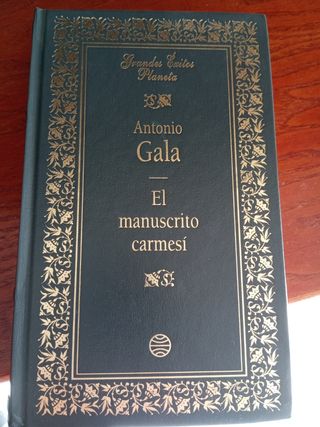 Grandes Éxitos
Planeta
Antonio
Gala
El
manuscrito
carmesí